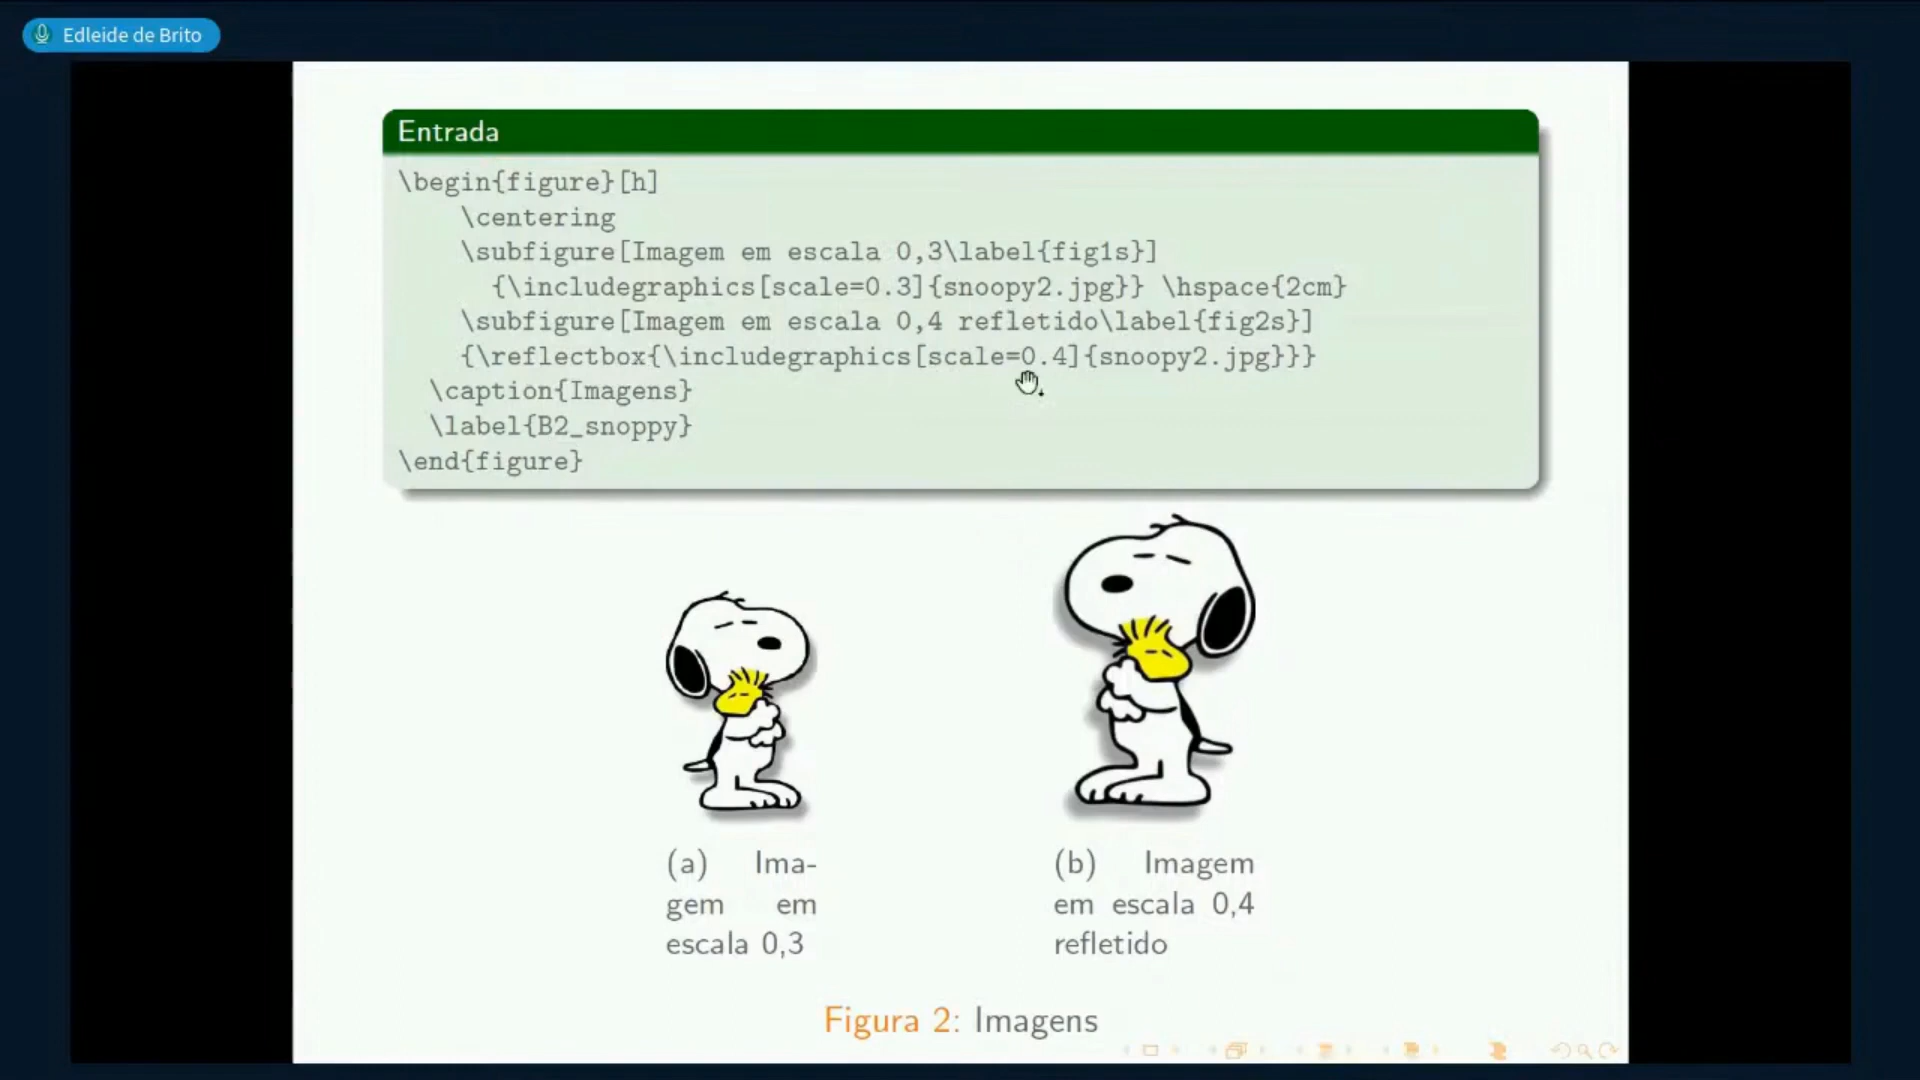 Edleide de Brito
Entrada
\begin{figure}[h]
\centering
\subfigure[Imagem em escala 0,3\label{fig1s}]
{\includegraphics[scale=0.3]{snoopy2.jpg}} \hspace{2cm}
\subfigure[Imagem em escala 0,4 refletido\label{fig2s}]
{\reflectbox{\includegraphics[scale=0.4]{snoopy2.jpg}}}
\caption{Imagens}
\label{B2_snoppy}
\end{figure}
(a) Ima-
gem em
escala 0,3
(b) Imagem
em escala 0,4
refletido
Figura 2: Imagens